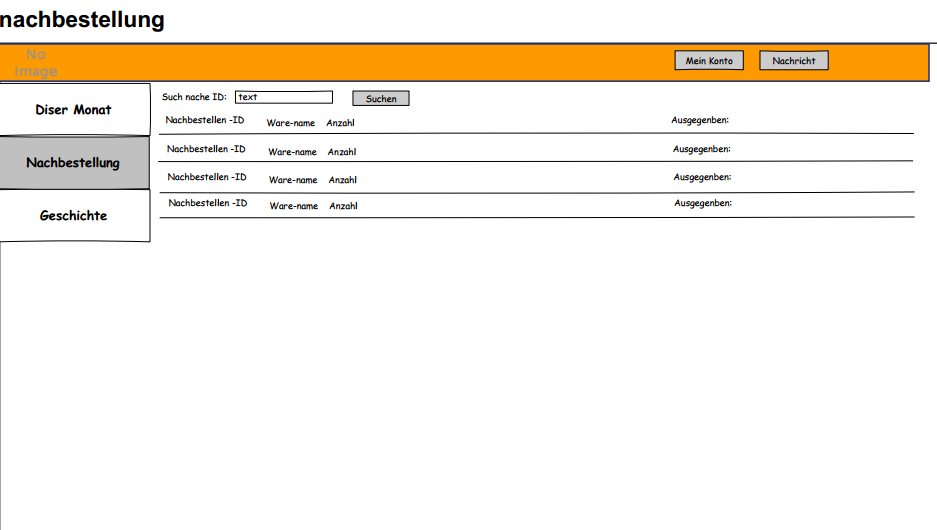 nachbestellung
No
Image
Mein Konto
Nachricht
Diser Monat
Nachbestellung
Geschichte
Such nache ID: text Suchen
Nachbestellen -ID Ware-name Anzahl Ausgegenben:
Nachbestellen -ID Ware-name Anzahl Ausgegenben:
Nachbestellen -ID Ware-name Anzahl Ausgegenben:
Nachbestellen -ID Ware-name Anzahl Ausgegenben: